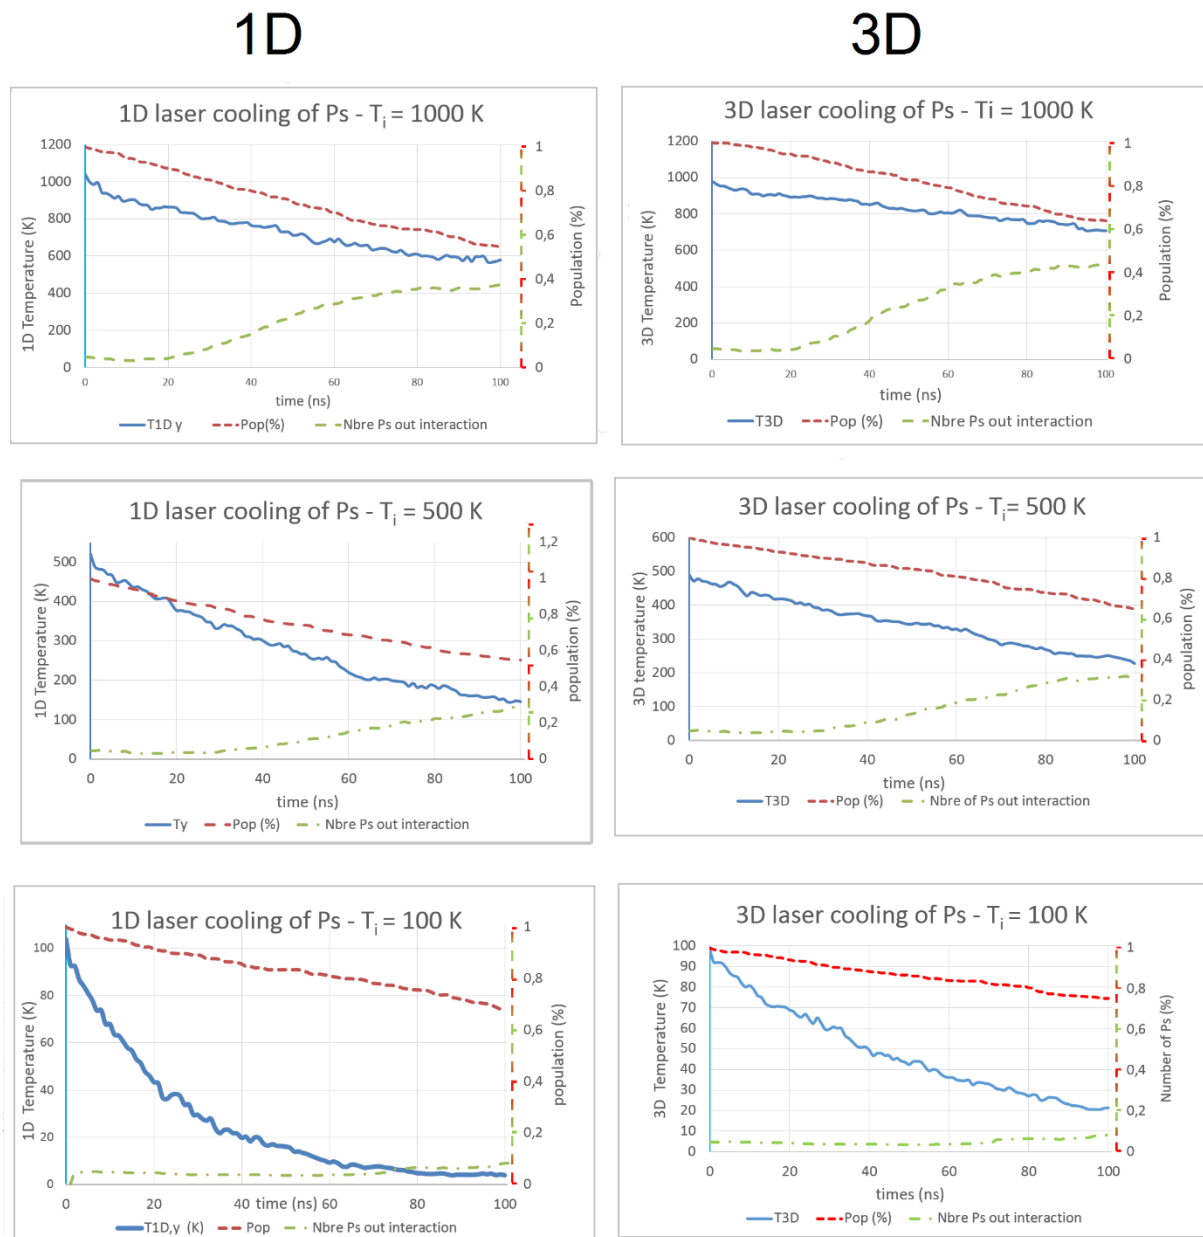 1D
3D
1D laser cooling of Ps - Ti = 1000 K
1200
1000
800
600
400
200
0
1D Temperature (K)
1
0,8
0,6
0,4
0,2
0
Population (%)
0 20 40 60 80 100
time (ns)
T1D y Pop(%) Nbre Ps out interaction
3D laser cooling of Ps - Ti = 1000 K
1200
1000
800
600
400
200
0
3D Temperature (K)
1
0,8
0,6
0,4
0,2
0
Population (%)
0 20 40 60 80 100
time (ns)
T3D Pop (%) Nbre Ps out interaction
1D laser cooling of Ps - Ti = 500 K
500
400
300
200
100
0
1D Temperature (K)
1,2
1
0,8
0,6
0,4
0,2
0
population (%)
0 20 40 60 80 100
time (ns)
Ty Pop (%) Nbre Ps out interaction
3D laser cooling of Ps - Ti= 500 K
600
500
400
300
200
100
0
3D temperature (K)
1
0,8
0,6
0,4
0,2
0
population (%)
0 20 40 60 80 100
time (ns)
T3D Pop (%) Nbre of Ps out interaction
1D laser cooling of Ps - Ti = 100 K
100
80
60
40
20
0
1D Temperature (K)
1
0,8
0,6
0,4
0,2
0
population (%)
0 20 40 60 80 100
time (ns)
T1D,y (K) Pop Nbre Ps out interaction
3D laser cooling of Ps - Ti = 100 K
100
90
80
70
60
50
40
30
20
10
0
3D Temperature (K)
1
0,8
0,6
0,4
0,2
0
Number of Ps (%)
0 20 40 60 80 100
times (ns)
T3D Pop (%) Nbre Ps out interaction